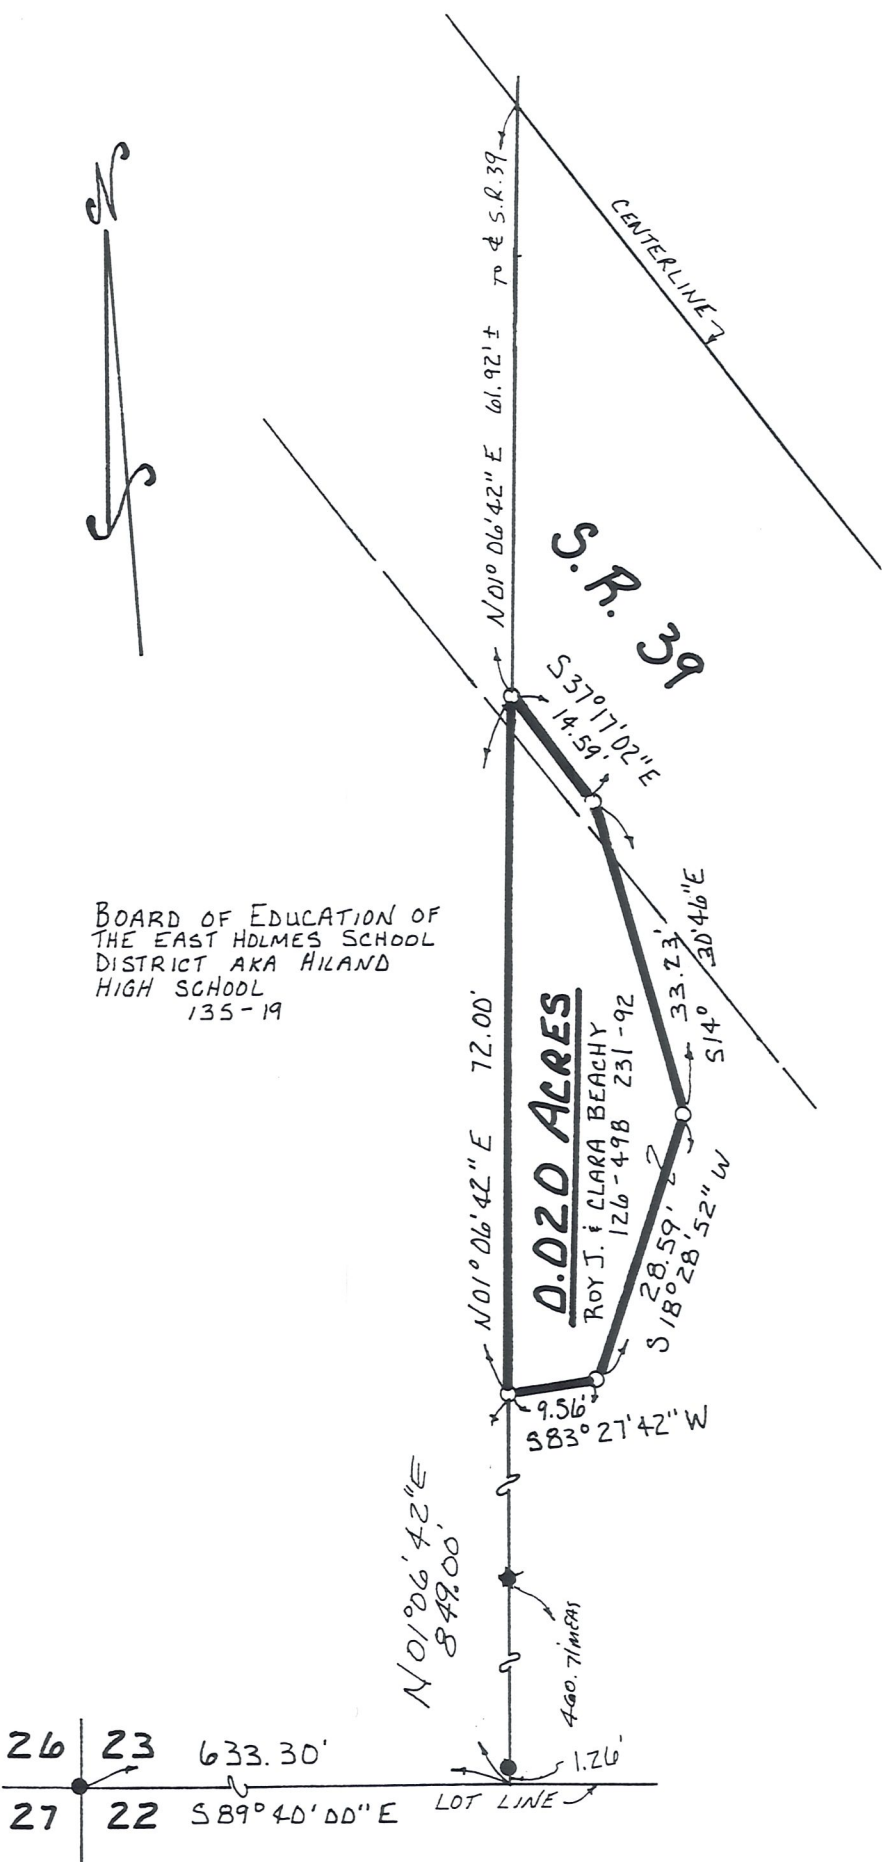 N
CENTERLINE
N01°06'42"E 61.92'± TO ℄ S.R.39
S.R. 39
S37°17'02"E
14.59'
BOARD OF EDUCATION OF
THE EAST HOLMES SCHOOL
DISTRICT AKA HILAND
HIGH SCHOOL
135-19
N01°06'42"E 72.00'
0.020 ACRES
ROY J. & CLARA BEACHY
126-498 231-92
33.23'
S14° 30'46"E
28.59'
S18°28'52"W
9.56'
S83°27'42"W
N01°06'42"E
849.00'
460.71 MEAS
1.26'
26 23 633.30'
27 22 S89°40'00"E LOT LINE